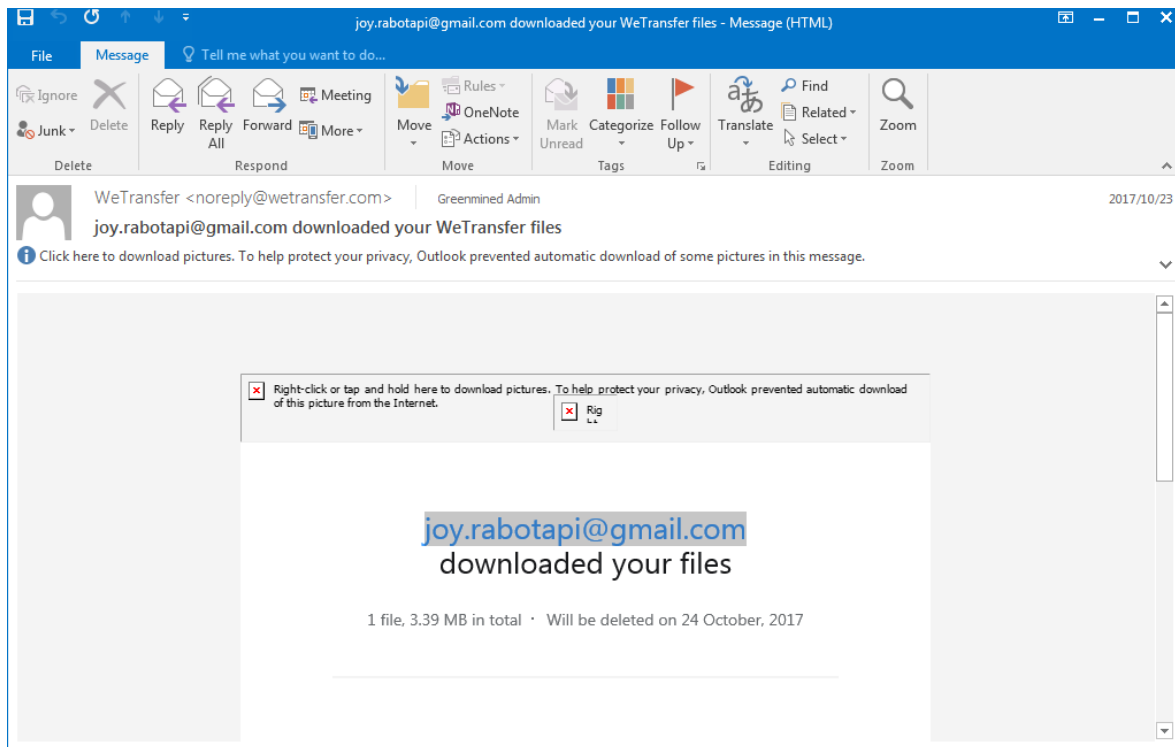 joy.rabotapi@gmail.com downloaded your WeTransfer files - Message (HTML)
File Message Tell me what you want to do...
Ignore
Junk
Delete
Reply
Reply All
Forward
Meeting
More
Move
Rules
OneNote
Actions
Mark Unread
Categorize
Follow Up
Translate
Find
Related
Select
Zoom
Delete Respond Move Tags Editing Zoom
WeTransfer <noreply@wetransfer.com> Greenmined Admin 2017/10/23
joy.rabotapi@gmail.com downloaded your WeTransfer files
Click here to download pictures. To help protect your privacy, Outlook prevented automatic download of some pictures in this message.
Right-click or tap and hold here to download pictures. To help protect your privacy, Outlook prevented automatic download
of this picture from the Internet.
Rig
joy.rabotapi@gmail.com
downloaded your files
1 file, 3.39 MB in total · Will be deleted on 24 October, 2017